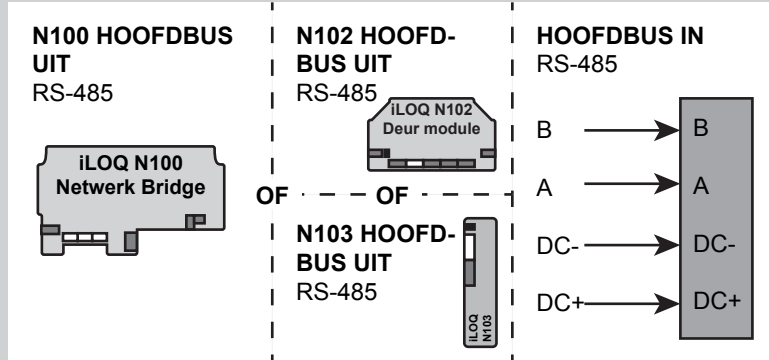 N100 HOOFDBUS
UIT
RS-485
iLOQ N100
Netwerk Bridge
OF
N102 HOOFD-
BUS UIT
RS-485
iLOQ N102
Deur module
OF
N103 HOOFD-
BUS UIT
RS-485
iLOQ
N103
HOOFDBUS IN
RS-485
B
B
A
A
DC-
DC-
DC+
DC+